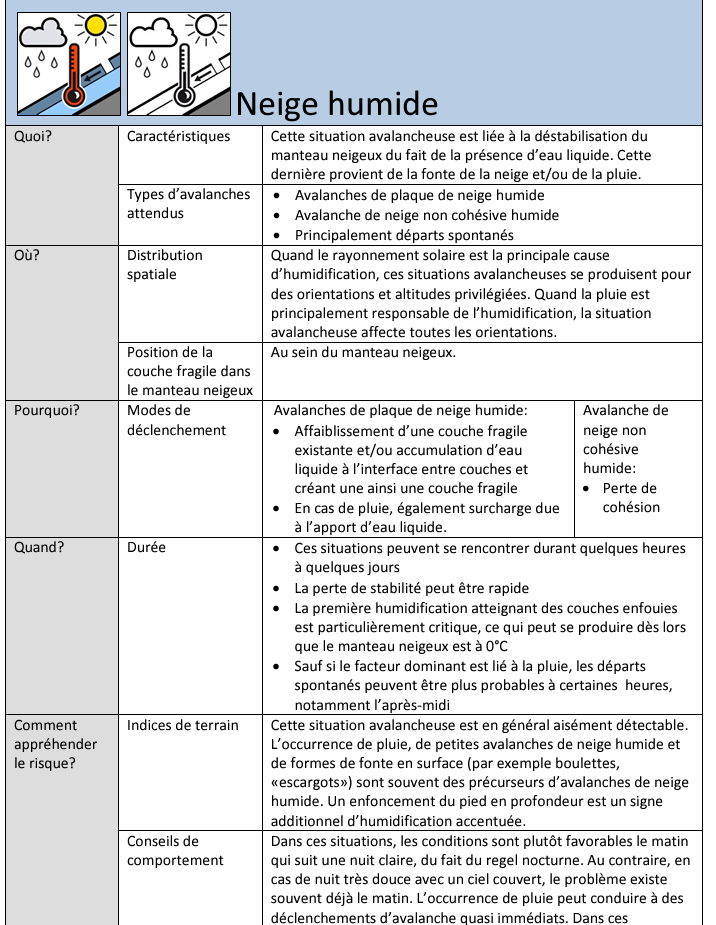 Neige humide
Quoi?
Caractéristiques
Cette situation avalancheuse est liée à la déstabilisation du
manteau neigeux du fait de la présence d’eau liquide. Cette
dernière provient de la fonte de la neige et/ou de la pluie.
Types d’avalanches
attendus
• Avalanches de plaque de neige humide
• Avalanche de neige non cohésive humide
• Principalement départs spontanés
Où?
Distribution
spatiale
Quand le rayonnement solaire est la principale cause
d’humidification, ces situations avalancheuses se produisent pour
des orientations et altitudes privilégiées. Quand la pluie est
principalement responsable de l’humidification, la situation
avalancheuse affecte toutes les orientations.
Position de la
couche fragile dans
le manteau neigeux
Au sein du manteau neigeux.
Pourquoi?
Modes de
déclenchement
Avalanches de plaque de neige humide:
• Affaiblissement d’une couche fragile
existante et/ou accumulation d’eau
liquide à l’interface entre couches et
créant une ainsi une couche fragile
• En cas de pluie, également surcharge due
à l’apport d’eau liquide.
Avalanche de
neige non
cohésive
humide:
• Perte de
cohésion
Quand?
Durée
• Ces situations peuvent se rencontrer durant quelques heures
à quelques jours
• La perte de stabilité peut être rapide
• La première humidification atteignant des couches enfouies
est particulièrement critique, ce qui peut se produire dès lors
que le manteau neigeux est à 0°C
• Sauf si le facteur dominant est lié à la pluie, les départs
spontanés peuvent être plus probables à certaines heures,
notamment l’après-midi
Comment
appréhender
le risque?
Indices de terrain
Cette situation avalancheuse est en général aisément détectable.
L’occurrence de pluie, de petites avalanches de neige humide et
de formes de fonte en surface (par exemple boulettes,
«escargots») sont souvent des précurseurs d’avalanches de neige
humide. Un enfoncement du pied en profondeur est un signe
additionnel d’humidification accentuée.
Conseils de
comportement
Dans ces situations, les conditions sont plutôt favorables le matin
qui suit une nuit claire, du fait du regel nocturne. Au contraire, en
cas de nuit très douce avec un ciel couvert, le problème existe
souvent déjà le matin. L’occurrence de pluie peut conduire à des
déclenchements d’avalanche quasi immédiats. Dans ces